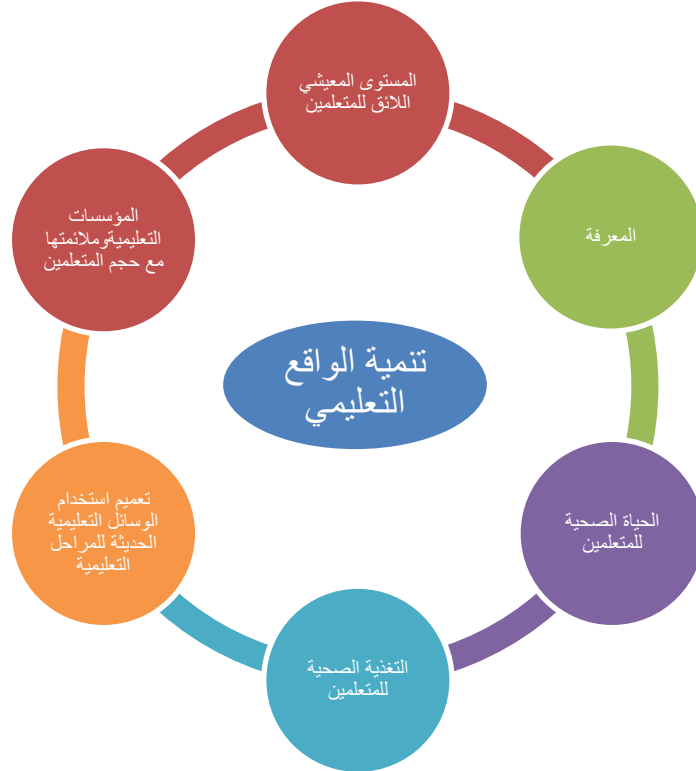 المستوى المعيشي
اللائق للمتعلمين
المعرفة
الحياة الصحية
للمتعلمين
التغذية الصحية
للمتعلمين
تعميم استخدام
الوسائل التعليمية
الحديثة للمراحل
التعليمية
المؤسسات
التعليميةوملائمتها
مع حجم المتعلمين
تنمية الواقع
التعليمي